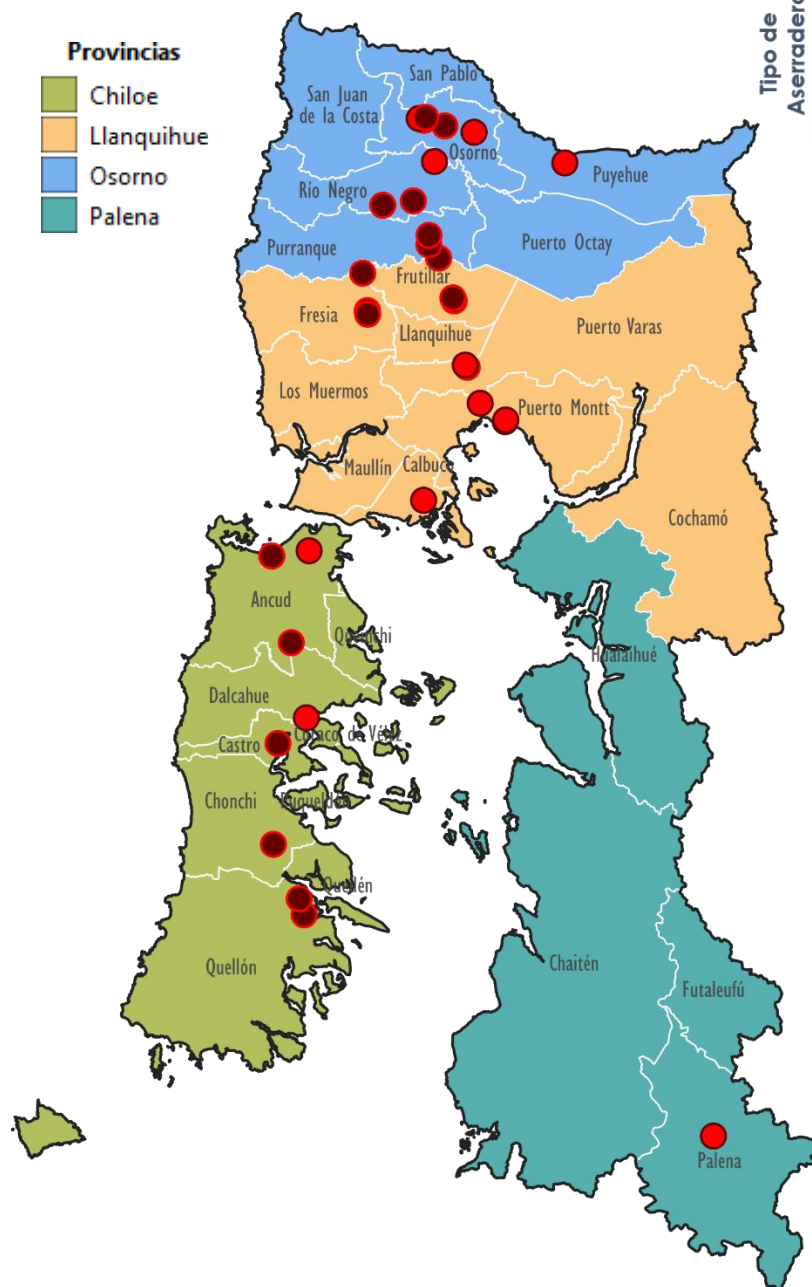 Tipo de
Aserradero
Provincias
Chiloe
Llanquihue
Osorno
Palena
San Pablo
San Juan
de la Costa
Osorno
Puyehue
Río Negro
Purranque
Puerto Octay
Frutillar
Fresia
Llanquihue
Puerto Varas
Los Muermos
Puerto Montt
Maullín
Calbuco
Cochamó
Ancud
Quemchi
Hualaihué
Dalcahue
Curaco de Vélez
Castro
Chonchi
Puqueldón
Queilén
Quellón
Chaitén
Futaleufú
Palena